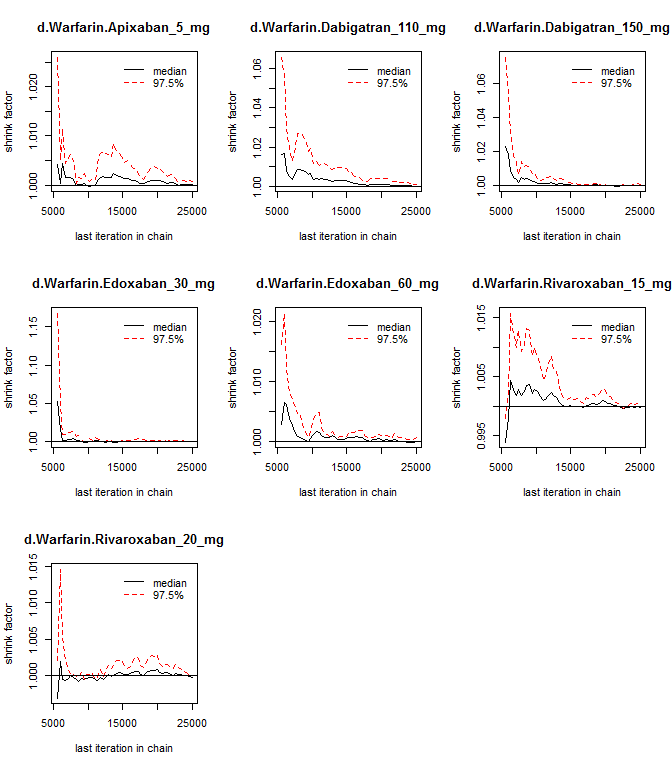 d.Warfarin.Apixaban_5_mg
shrink factor
1.000 1.010 1.020
median
97.5%
5000 15000 25000
last iteration in chain
d.Warfarin.Dabigatran_110_mg
shrink factor
1.00 1.02 1.04 1.06
median
97.5%
5000 15000 25000
last iteration in chain
d.Warfarin.Dabigatran_150_mg
shrink factor
1.00 1.02 1.04 1.06
median
97.5%
5000 15000 25000
last iteration in chain
d.Warfarin.Edoxaban_30_mg
shrink factor
1.00 1.05 1.10 1.15
median
97.5%
5000 15000 25000
last iteration in chain
d.Warfarin.Edoxaban_60_mg
shrink factor
1.000 1.010 1.020
median
97.5%
5000 15000 25000
last iteration in chain
d.Warfarin.Rivaroxaban_15_mg
shrink factor
0.995 1.005 1.015
median
97.5%
5000 15000 25000
last iteration in chain
d.Warfarin.Rivaroxaban_20_mg
shrink factor
1.000 1.005 1.010 1.015
median
97.5%
5000 15000 25000
last iteration in chain